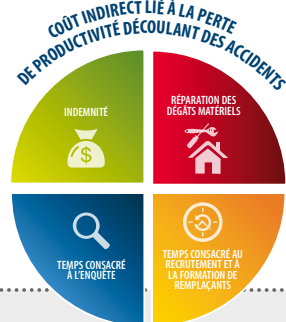 COÛT INDIRECT LIÉ À LA PERTE
DE PRODUCTIVITÉ DÉCOULANT DES ACCIDENTS
INDEMNITÉ
$
RÉPARATION DES
DÉGÂTS MATÉRIELS
TEMPS CONSACRÉ
À L'ENQUÊTE
TEMPS CONSACRÉ AU
RECRUTEMENT ET À
LA FORMATION DE
REMPLAÇANTS